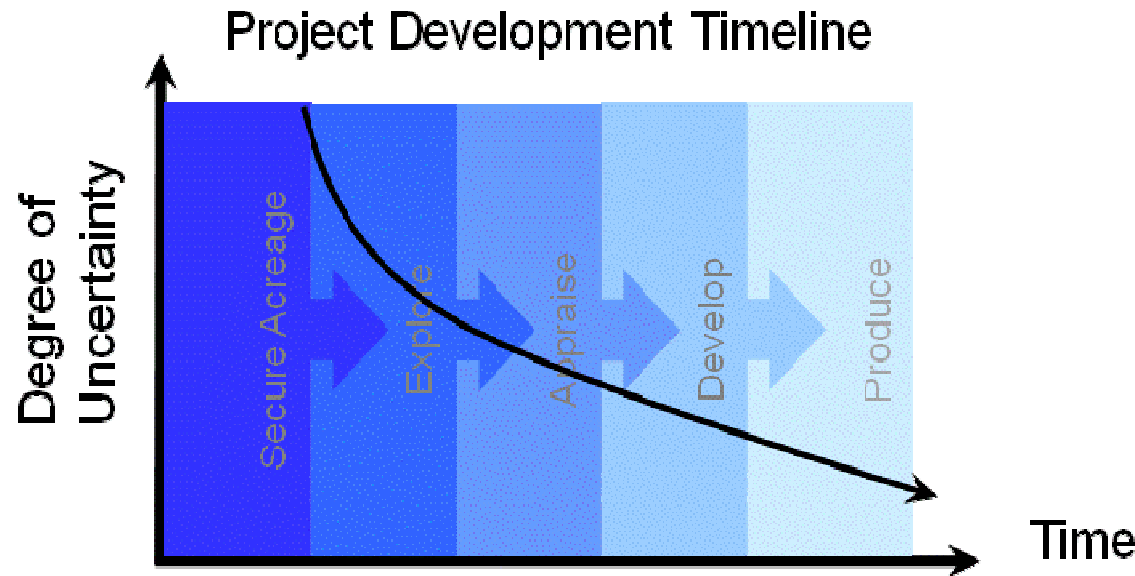 Project Development Timeline
Degree of
Uncertainty
Secure Acreage
Explore
Appraise
Develop
Produce
Time